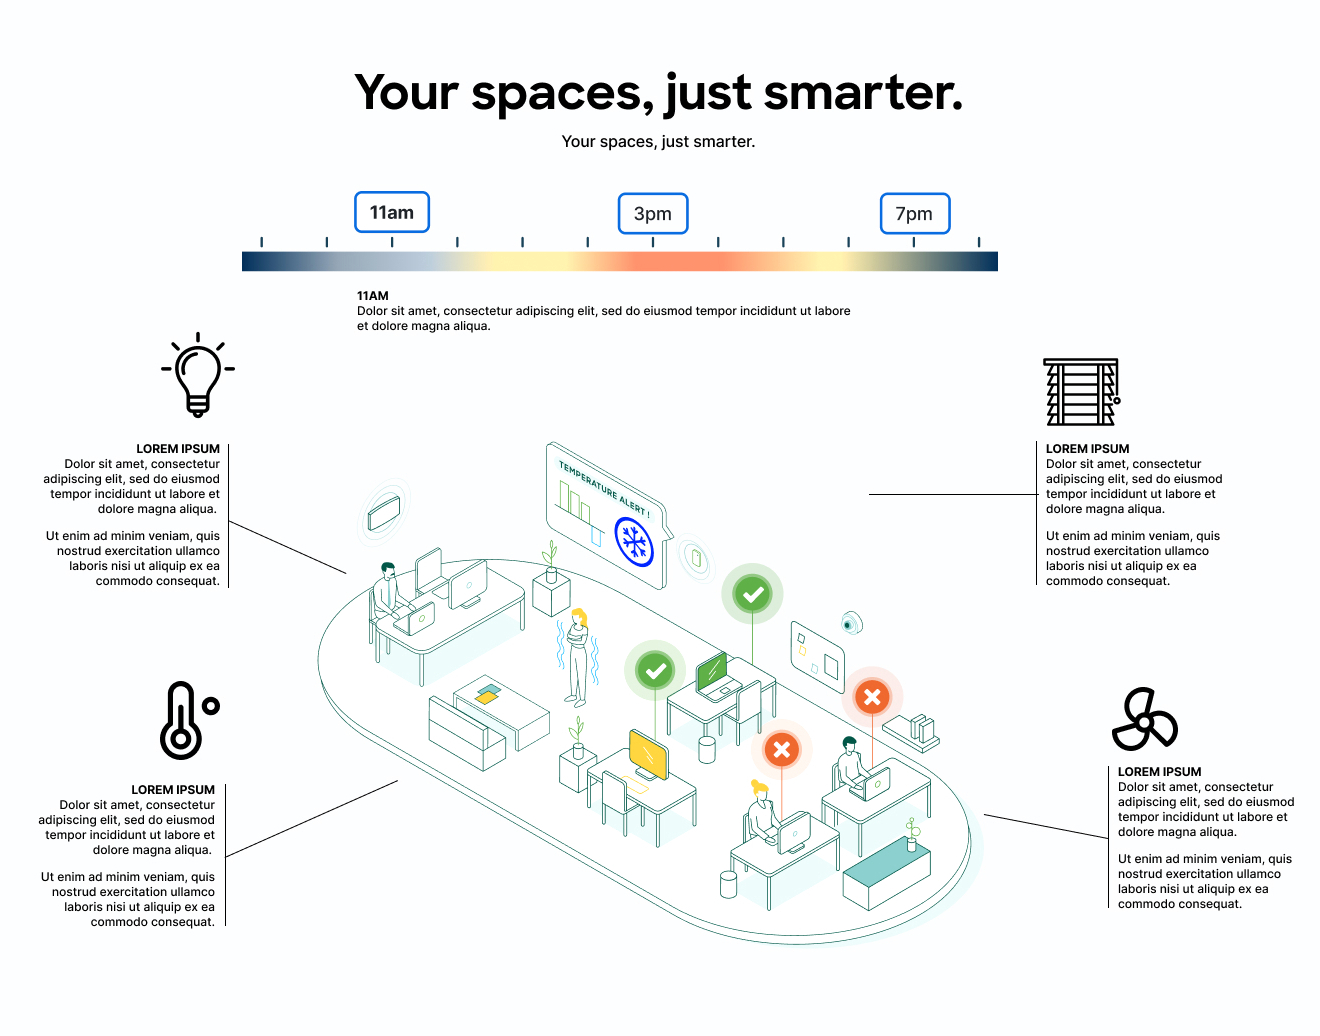 Your spaces, just smarter.
Your spaces, just smarter.
11am
3pm
7pm
11AM
Dolor sit amet, consectetur adipiscing elit, sed do eiusmod tempor incididunt ut labore
et dolore magna aliqua.
LOREM IPSUM
Dolor sit amet, consectetur
adipiscing elit, sed do eiusmod
tempor incididunt ut labore et
dolore magna aliqua.
Ut enim ad minim veniam, quis
nostrud exercitation ullamco
laboris nisi ut aliquip ex ea
commodo consequat.
TEMPERATURE ALERT !
LOREM IPSUM
Dolor sit amet, consectetur
adipiscing elit, sed do eiusmod
tempor incididunt ut labore et
dolore magna aliqua.
Ut enim ad minim veniam, quis
nostrud exercitation ullamco
laboris nisi ut aliquip ex ea
commodo consequat.
LOREM IPSUM
Dolor sit amet, consectetur
adipiscing elit, sed do eiusmod
tempor incididunt ut labore et
dolore magna aliqua.
Ut enim ad minim veniam, quis
nostrud exercitation ullamco
laboris nisi ut aliquip ex ea
commodo consequat.
LOREM IPSUM
Dolor sit amet, consectetur
adipiscing elit, sed do eiusmod
tempor incididunt ut labore et
dolore magna aliqua.
Ut enim ad minim veniam, quis
nostrud exercitation ullamco
laboris nisi ut aliquip ex ea
commodo consequat.